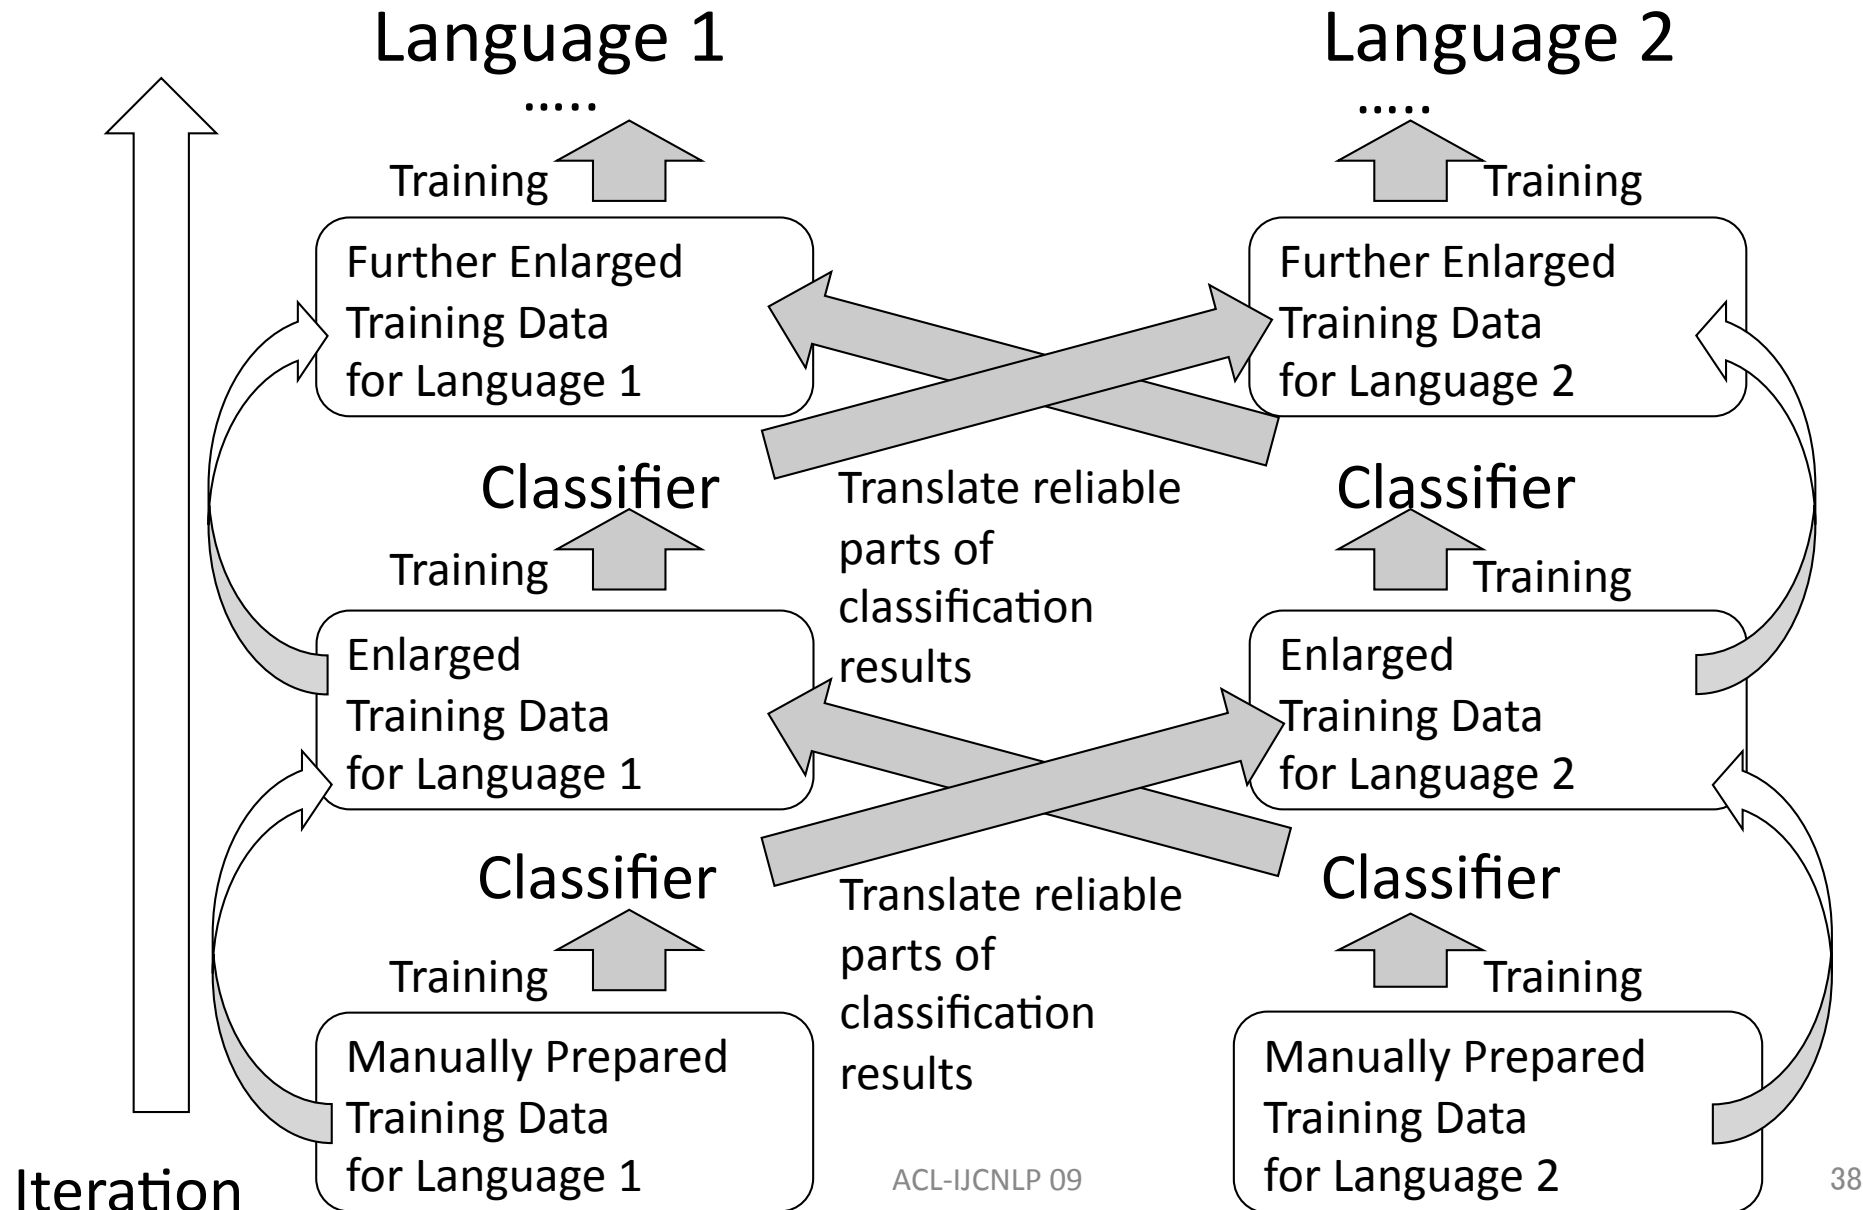 Language 1
Language 2
.....
.....
Training
Training
Further Enlarged
Training Data
for Language 1
Further Enlarged
Training Data
for Language 2
Classifier
Translate reliable
parts of
classification
results
Classifier
Training
Training
Enlarged
Training Data
for Language 1
Enlarged
Training Data
for Language 2
Classifier
Translate reliable
parts of
classification
results
Classifier
Training
Training
Manually Prepared
Training Data
for Language 1
Manually Prepared
Training Data
for Language 2
Iteration
ACL-IJCNLP 09
38